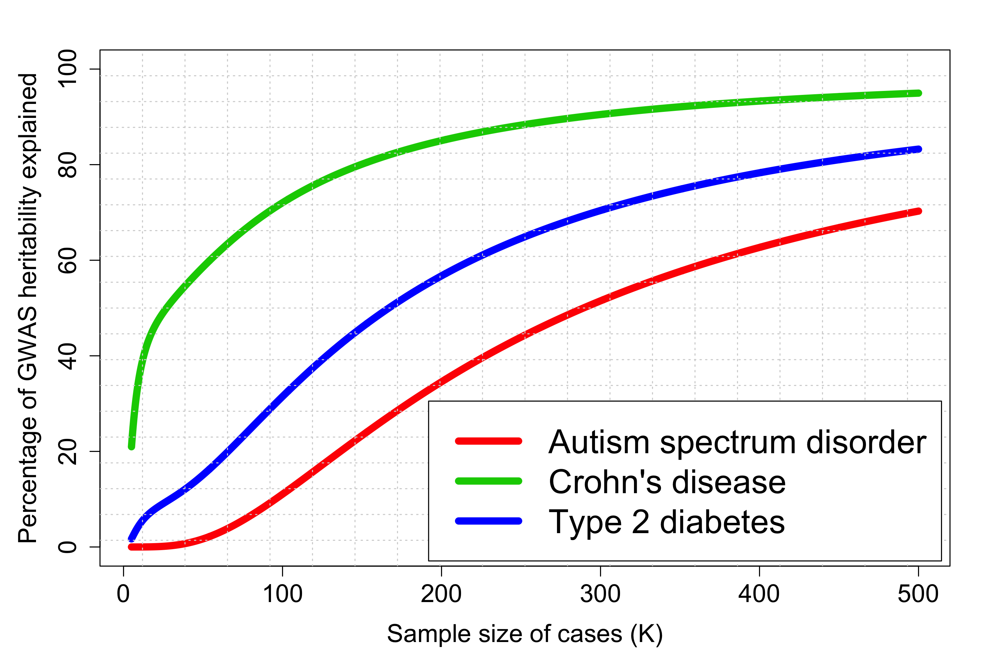 Percentage of GWAS heritability explained
100
80
60
40
20
0
Autism spectrum disorder
Crohn's disease
Type 2 diabetes
0 100 200 300 400 500
Sample size of cases (K)